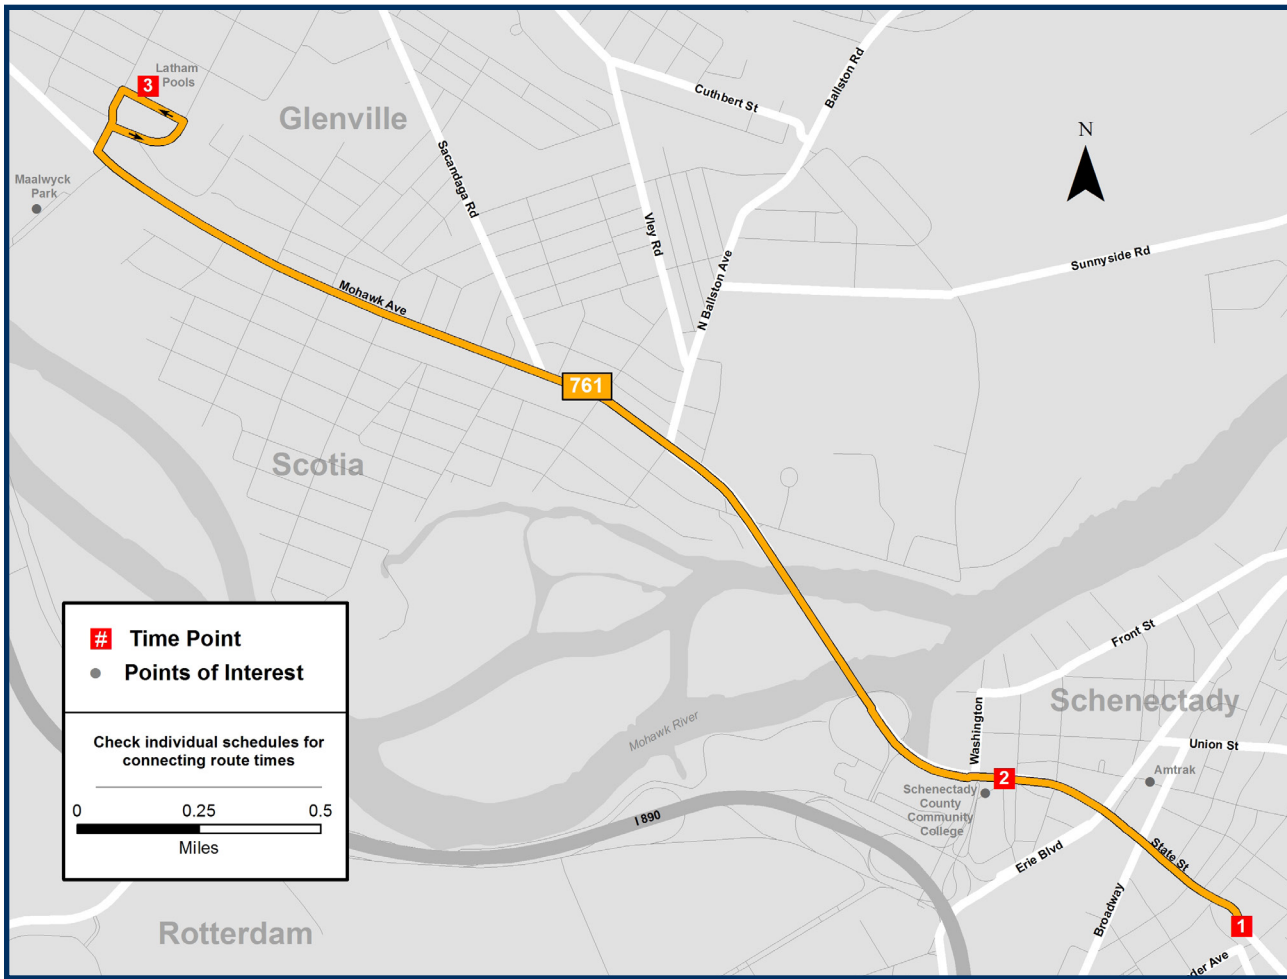 Latham
Pools
3
Glenville
Maalwyck
Park
Sacandaga Rd
Cuthbert St
Ballston Rd
Vley Rd
N Ballston Ave
N
Sunnyside Rd
Mohawk Ave
761
Scotia
# Time Point
Points of Interest
Check individual schedules for
connecting route times
0 0.25 0.5
Miles
Rotterdam
Mohawk River
I 890
Front St
Schenectady
Washington
Union St
Amtrak
2
Schenectady
County
Community
College
Erie Blvd
State St
Broadway
1
der Ave